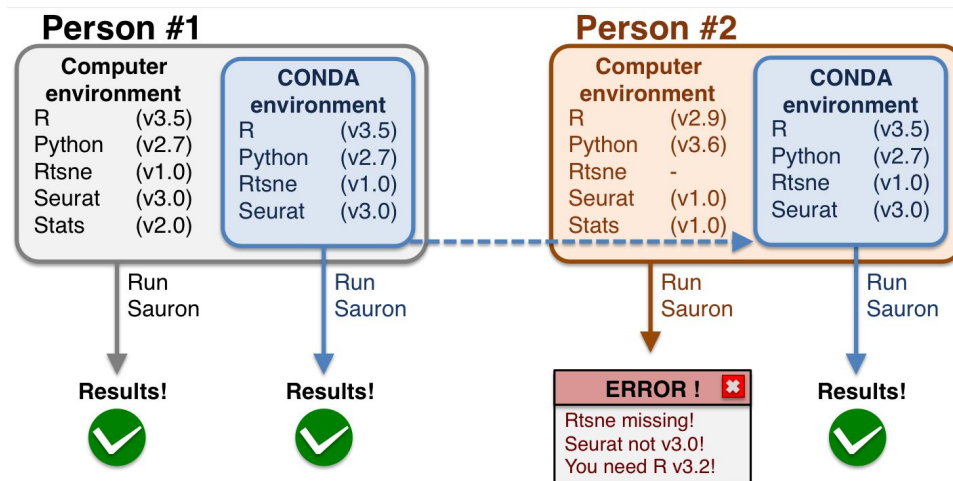 Person #1
Computer
environment
R (v3.5)
Python (v2.7)
Rtsne (v1.0)
Seurat (v3.0)
Stats (v2.0)
CONDA
environment
R (v3.5)
Python (v2.7)
Rtsne (v1.0)
Seurat (v3.0)
Run
Sauron
Run
Sauron
Results!
Results!
Person #2
Computer
environment
R (v2.9)
Python (v3.6)
Rtsne -
Seurat (v1.0)
Stats (v1.0)
CONDA
environment
R (v3.5)
Python (v2.7)
Rtsne (v1.0)
Seurat (v3.0)
Run
Sauron
Run
Sauron
ERROR !
Rtsne missing!
Seurat not v3.0!
You need R v3.2!
Results!